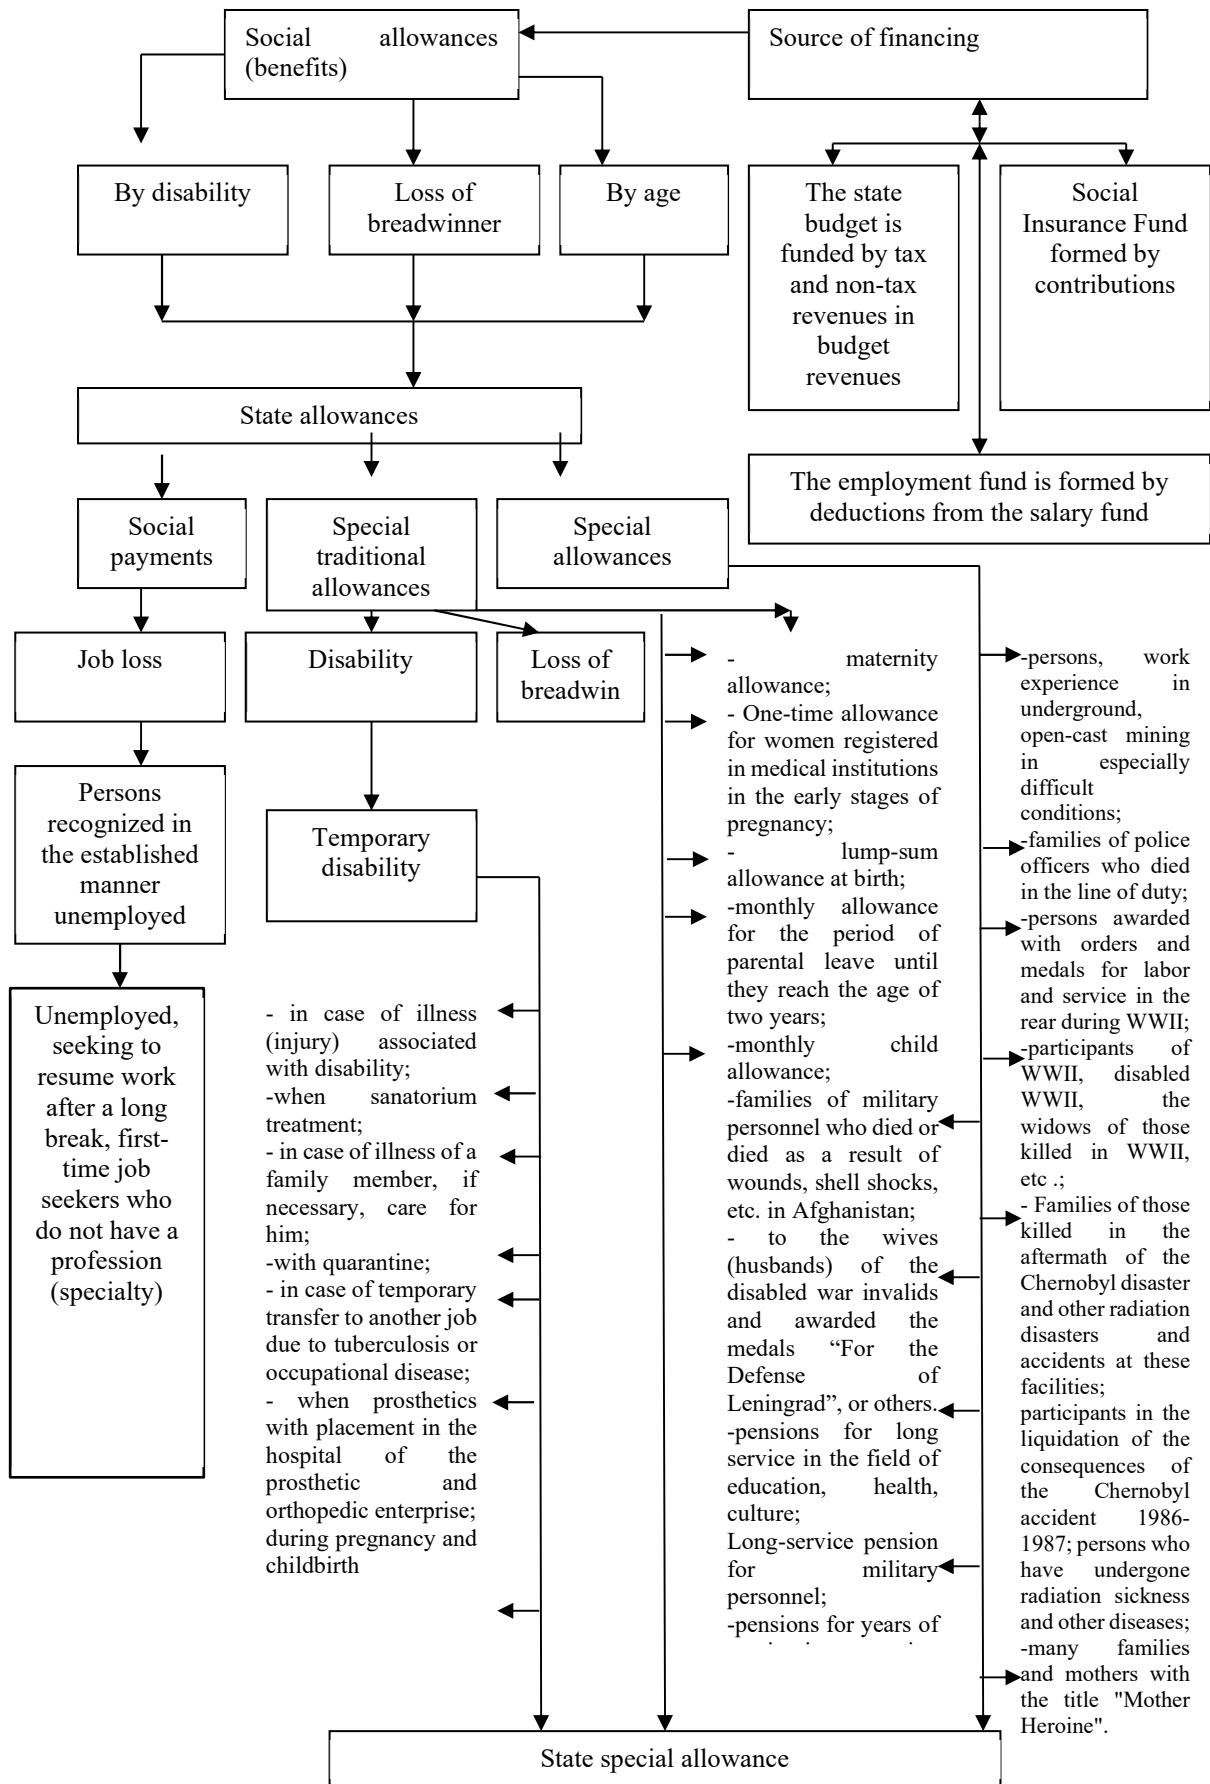 Social allowances
(benefits)
Source of financing
By disability
Loss of
breadwinner
By age
The state
budget is
funded by tax
and non-tax
revenues in
budget
revenues
Social
Insurance Fund
formed by
contributions
State allowances
The employment fund is formed by
deductions from the salary fund
Social
payments
Special
traditional
allowances
Special
allowances
Job loss
Disability
Loss of
breadwin
Persons
recognized in
the established
manner
unemployed
Temporary
disability
Unemployed,
seeking to
resume work
after a long
break, first-
time job
seekers who
do not have a
profession
(specialty)
- in case of illness
(injury) associated
with disability;
-when sanatorium
treatment;
- in case of illness of a
family member, if
necessary, care for
him;
-with quarantine;
- in case of temporary
transfer to another job
due to tuberculosis or
occupational disease;
- when prosthetics
with placement in the
hospital of the
prosthetic and
orthopedic enterprise;
during pregnancy and
childbirth
- maternity
allowance;
- One-time allowance
for women registered
in medical institutions
in the early stages of
pregnancy;
- lump-sum
allowance at birth;
-monthly allowance
for the period of
parental leave until
they reach the age of
two years;
-monthly child
allowance;
-families of military
personnel who died or
died as a result of
wounds, shell shocks,
etc. in Afghanistan;
- to the wives
(husbands) of the
disabled war invalids
and awarded the
medals “For the
Defense of
Leningrad”, or others.
-pensions for long
service in the field of
education, health,
culture;
Long-service pension
for military
personnel;
-pensions for years of
-persons, work
experience in
underground,
open-cast mining
in especially
difficult
conditions;
-families of police
officers who died
in the line of duty;
-persons awarded
with orders and
medals for labor
and service in the
rear during WWII;
-participants of
WWII, disabled
WWII, the
widows of those
killed in WWII,
etc .;
- Families of those
killed in the
aftermath of the
Chernobyl disaster
and other radiation
disasters and
accidents at these
facilities;
participants in the
liquidation of the
consequences of
the Chernobyl
accident 1986-
1987; persons who
have undergone
radiation sickness
and other diseases;
-many families
and mothers with
the title "Mother
Heroine".
State special allowance